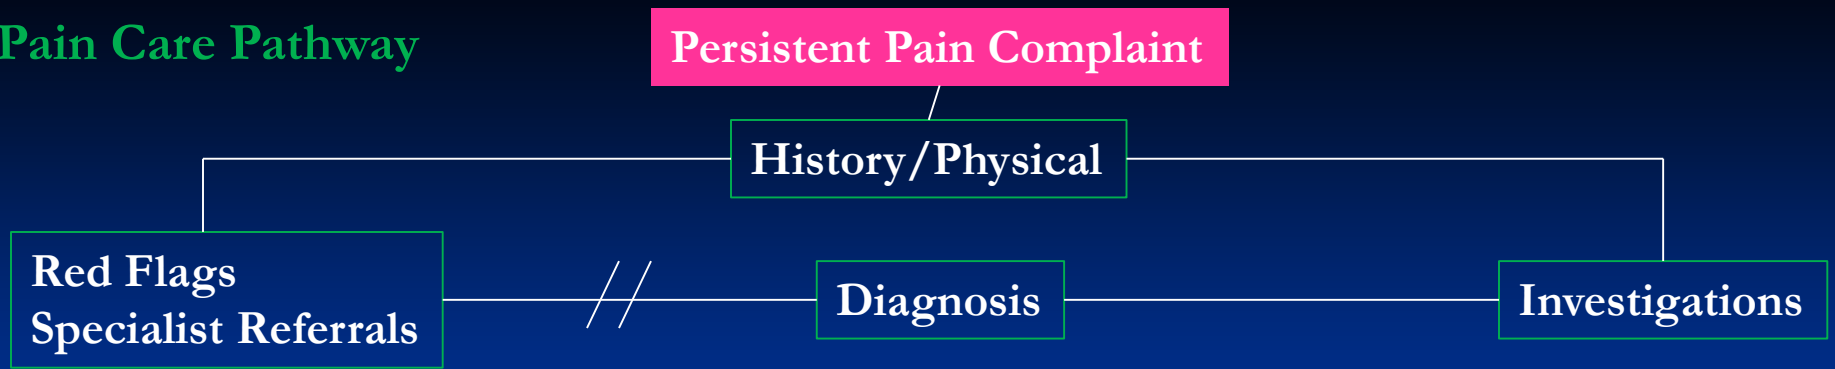 Pain Care Pathway
Persistent Pain Complaint
History/Physical
Red Flags
Specialist Referrals
Diagnosis
Investigations